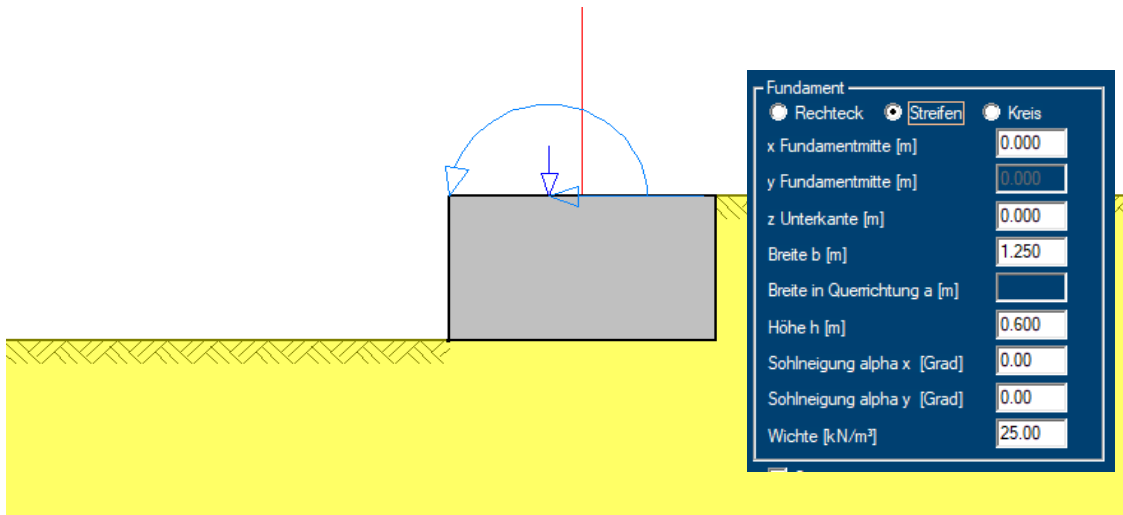 Fundament
Rechteck Streifen Kreis
x Fundamentmitte [m] 0.000
y Fundamentmitte [m] 0.000
z Unterkante [m] 0.000
Breite b [m] 1.250
Breite in Querrichtung a [m]
Höhe h [m] 0.600
Sohlneigung alpha x [Grad] 0.00
Sohlneigung alpha y [Grad] 0.00
Wichte [kN/m³] 25.00